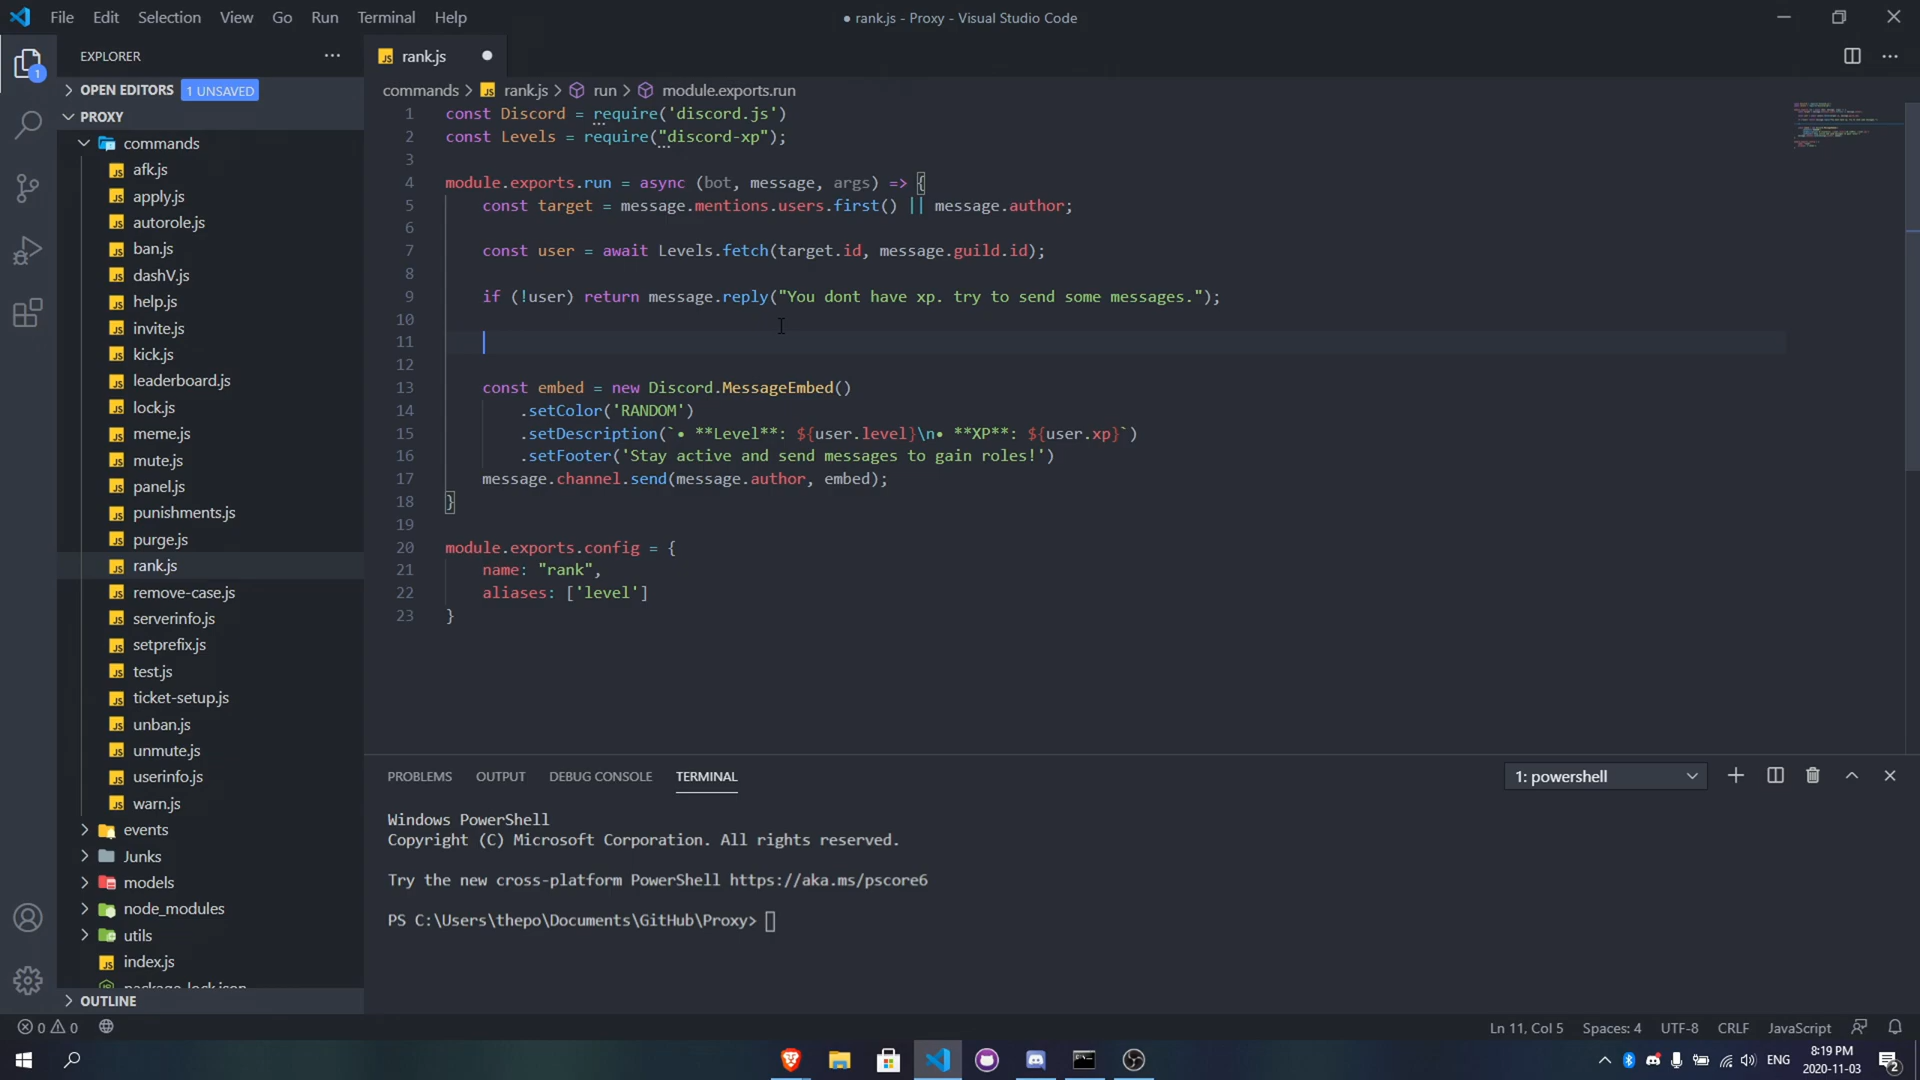 File Edit Selection View Go Run Terminal Help
● rank.js - Proxy - Visual Studio Code
EXPLORER
rank.js
OPEN EDITORS 1 UNSAVED
commands > rank.js > run > module.exports.run
PROXY
commands
afk.js
apply.js
autorole.js
ban.js
dashV.js
help.js
invite.js
kick.js
leaderboard.js
lock.js
meme.js
mute.js
panel.js
punishments.js
purge.js
rank.js
remove-case.js
serverinfo.js
setprefix.js
test.js
ticket-setup.js
unban.js
unmute.js
userinfo.js
warn.js
events
Junks
models
node_modules
utils
index.js
package-lock.json
OUTLINE
1 const Discord = require('discord.js')
2 const Levels = require("discord-xp");
3
4 module.exports.run = async (bot, message, args) => {
5 const target = message.mentions.users.first() || message.author;
6
7 const user = await Levels.fetch(target.id, message.guild.id);
8
9 if (!user) return message.reply("You dont have xp. try to send some messages.");
10
11
12
13 const embed = new Discord.MessageEmbed()
14 .setColor('RANDOM')
15 .setDescription(`• **Level**: ${user.level}\n• **XP**: ${user.xp}`)
16 .setFooter('Stay active and send messages to gain roles!')
17 message.channel.send(message.author, embed);
18 }
19
20 module.exports.config = {
21 name: "rank",
22 aliases: ['level']
23 }
PROBLEMS OUTPUT DEBUG CONSOLE TERMINAL 1: powershell
Windows PowerShell
Copyright (C) Microsoft Corporation. All rights reserved.
Try the new cross-platform PowerShell https://aka.ms/pscore6
PS C:\Users\thepo\Documents\GitHub\Proxy>
0 0 Ln 11, Col 5 Spaces: 4 UTF-8 CRLF JavaScript
ENG 8:19 PM 2
2020-11-03
1